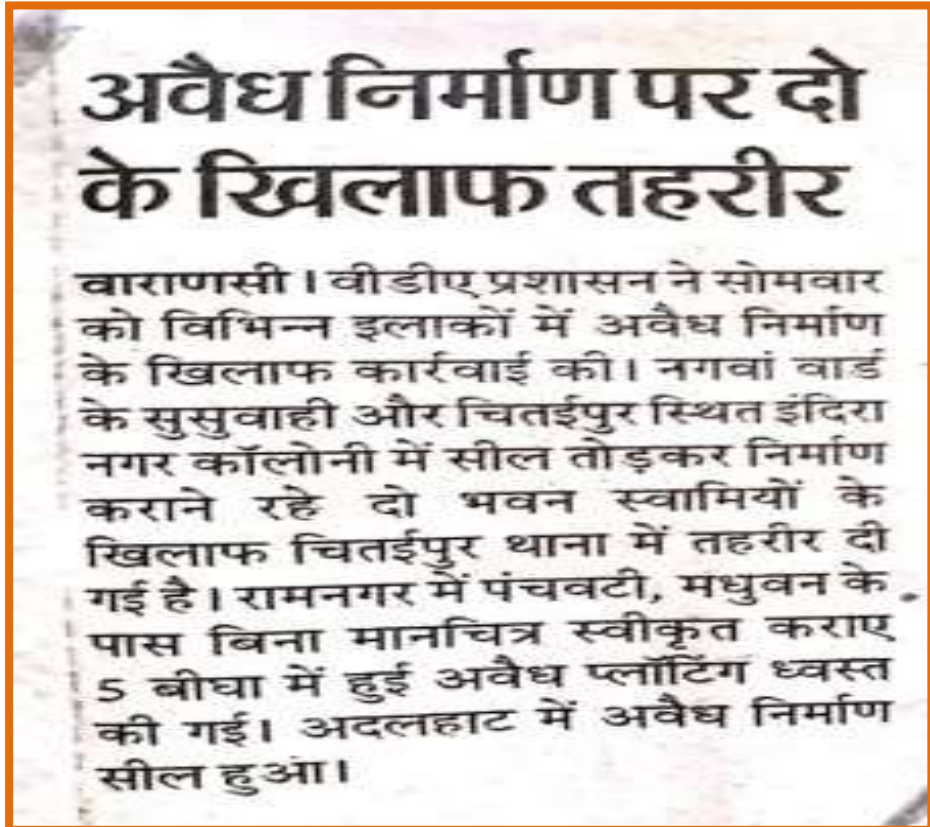 अवैध निर्माण पर दो
के खिलाफ तहरीर
वाराणसी। वीडीए प्रशासन ने सोमवार
को विभिन्न इलाकों में अवैध निर्माण
के खिलाफ कार्रवाई की। नगवां वार्ड
के सुसुवाही और चितईपुर स्थित इंदिरा
नगर कॉलोनी में सील तोड़कर निर्माण
कराने रहे दो भवन स्वामियों के
खिलाफ चितईपुर थाना में तहरीर दी
गई है। रामनगर में पंचवटी, मधुवन के
पास बिना मानचित्र स्वीकृत कराए
5 बीघा में हुई अवैध प्लॉटिंग ध्वस्त
की गई। अदलहाट में अवैध निर्माण
सील हुआ।